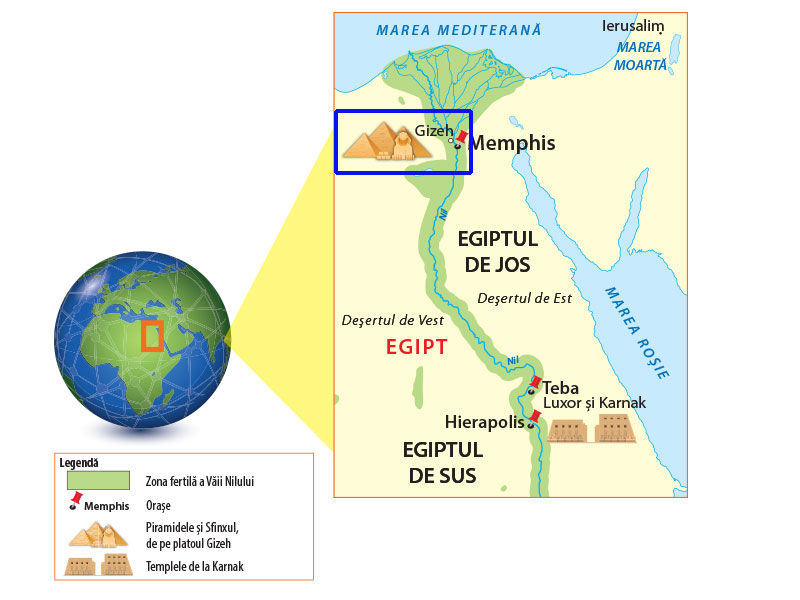 MAREA MEDITERANĂ
Ierusalim
MAREA
MOARTĂ
Gizeh
Memphis
Nil
EGIPTUL
DE JOS
Deşertul de Est
Deşertul de Vest
MAREA ROŞIE
EGIPT
Nil
Teba
Luxor şi Karnak
Hierapolis
EGIPTUL
DE SUS
Legendă
Zona fertilă a Văii Nilului
Memphis
Oraşe
Piramidele şi Sfinxul,
de pe platoul Gizeh
Templele de la Karnak